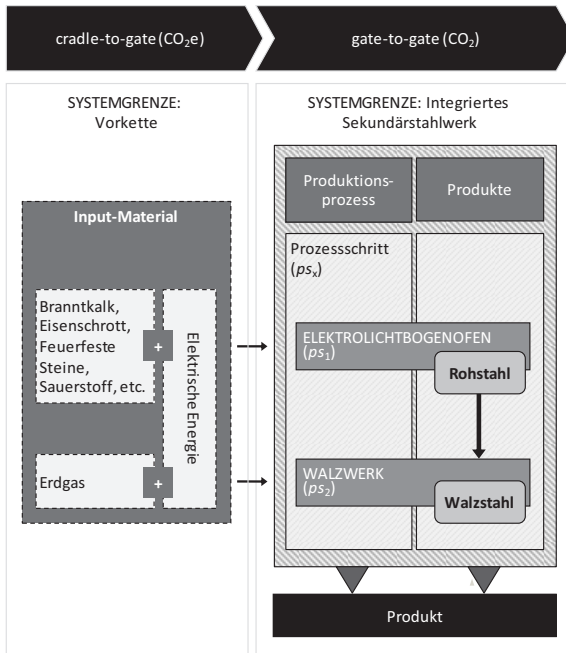 cradle-to-gate (CO₂e)
gate-to-gate (CO₂)
SYSTEMGRENZE:
Vorkette
SYSTEMGRENZE: Integriertes
Sekundärstahlwerk
Input-Material
Branntkalk,
Eisenschrott,
Feuerfeste
Steine,
Sauerstoff, etc.
+
Elektrische Energie
Erdgas
+
Produktions-
prozess
Produkte
Prozessschritt
(psₓ)
ELEKTROLICHTBOGENOFEN
(ps₁)
Rohstahl
WALZWERK
(ps₂)
Walzstahl
Produkt